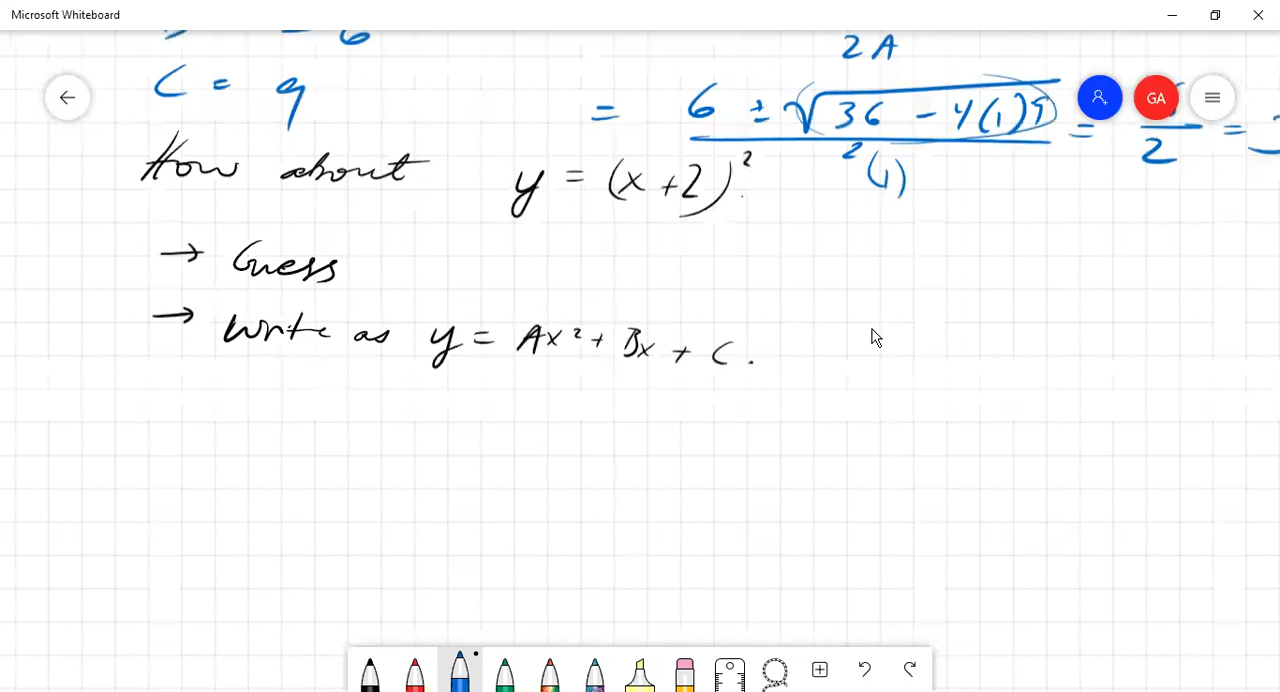 Microsoft Whiteboard
= 6
2A
C = 9
= 6 ± √36 - 4(1)9 =
2(1)
2 =
GA
How about y = (x+2)².
→ Guess
→ Write as y = Ax² + Bx + C.